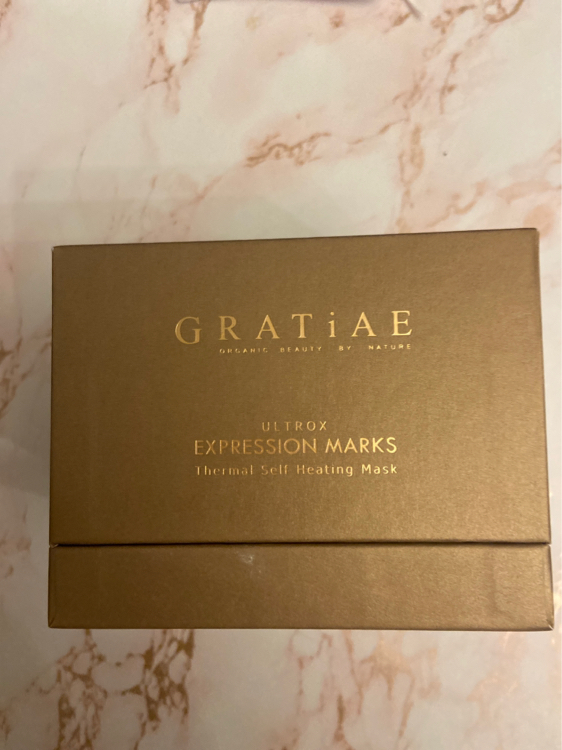 GRATiAE
ORGANIC BEAUTY BY NATURE
ULTROX
EXPRESSION MARKS
Thermal Self Heating Mask